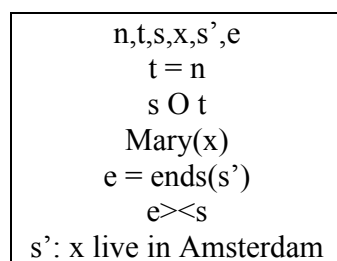 n,t,s,x,s’,e
t = n
s O t
Mary(x)
e = ends(s’)
e><s
s’: x live in Amsterdam